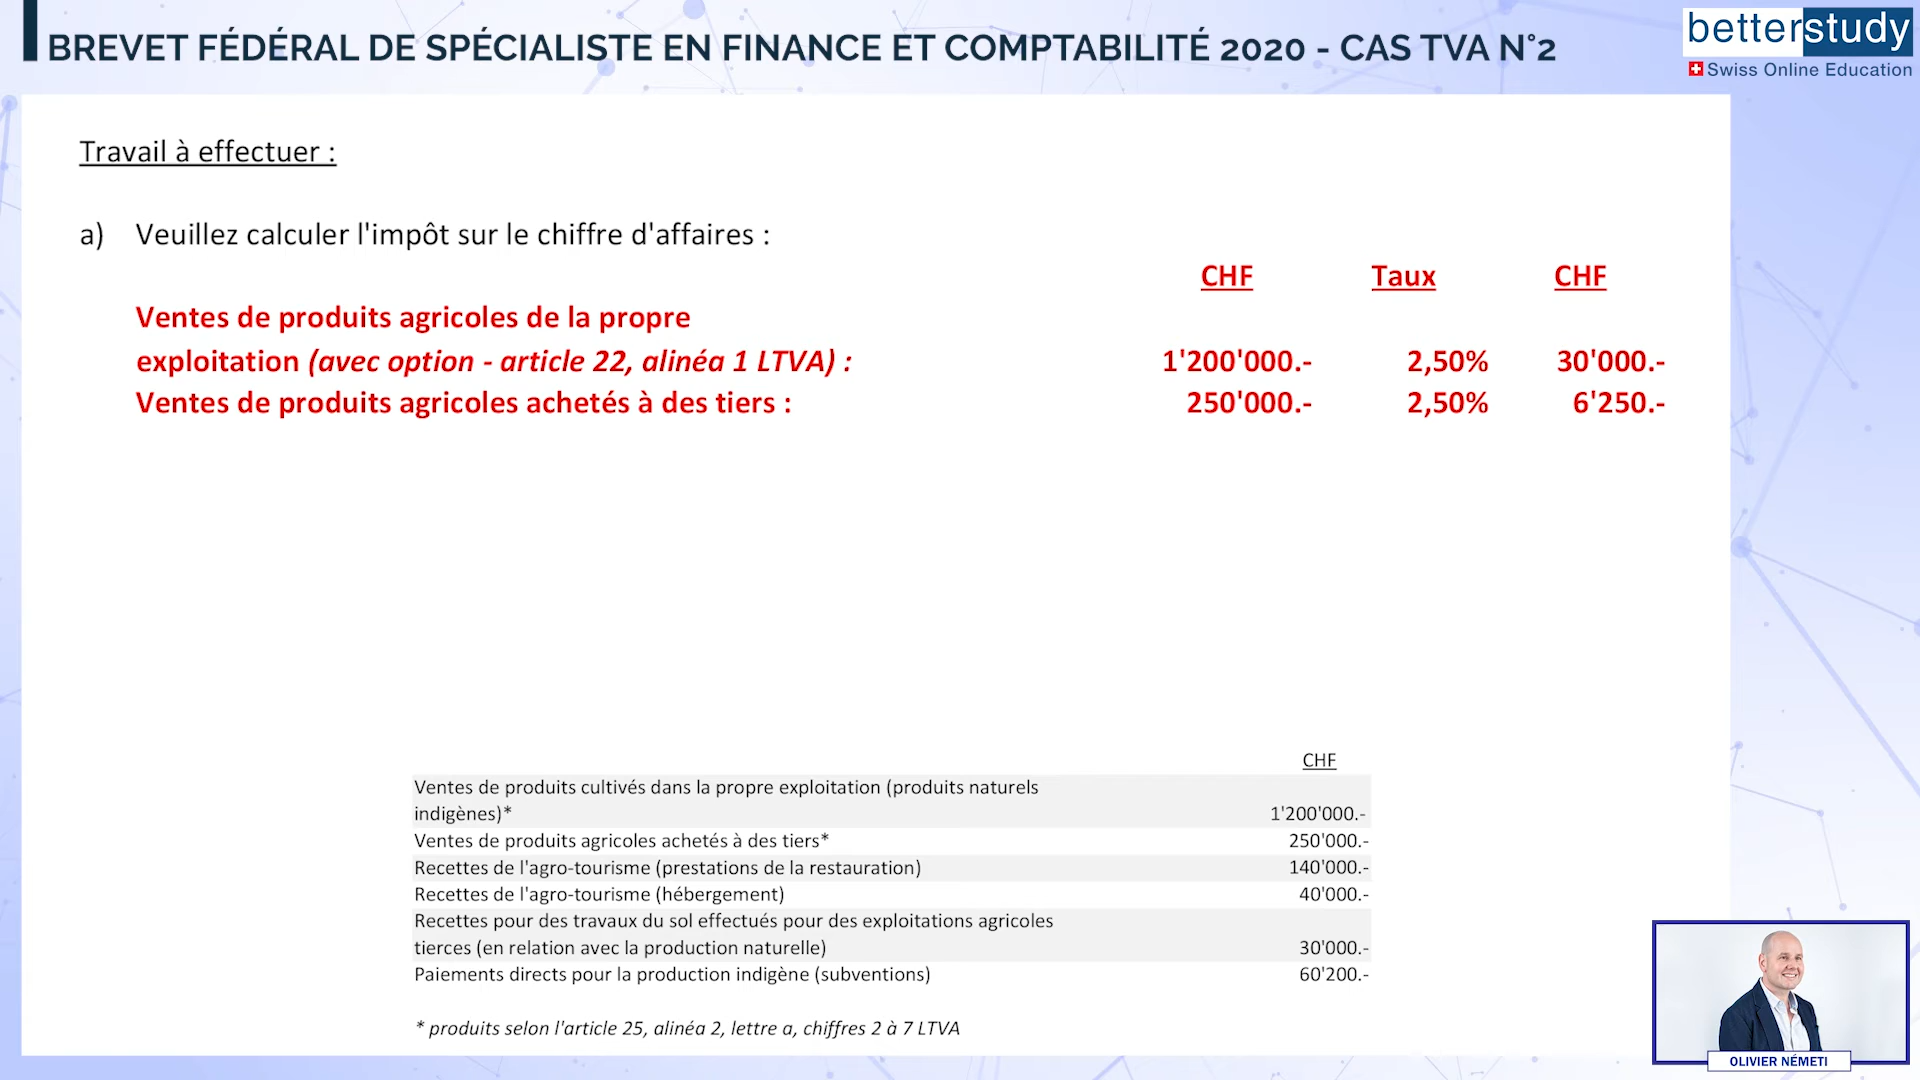 BREVET FÉDÉRAL DE SPÉCIALISTE EN FINANCE ET COMPTABILITÉ 2020 - CAS TVA N°2
betterstudy
Swiss Online Education
Travail à effectuer :
a) Veuillez calculer l'impôt sur le chiffre d'affaires :
CHF Taux CHF
Ventes de produits agricoles de la propre
exploitation (avec option - article 22, alinéa 1 LTVA) : 1'200'000.- 2,50% 30'000.-
Ventes de produits agricoles achetés à des tiers : 250'000.- 2,50% 6'250.-
CHF
Ventes de produits cultivés dans la propre exploitation (produits naturels
indigènes)* 1'200'000.-
Ventes de produits agricoles achetés à des tiers* 250'000.-
Recettes de l'agro-tourisme (prestations de la restauration) 140'000.-
Recettes de l'agro-tourisme (hébergement) 40'000.-
Recettes pour des travaux du sol effectués pour des exploitations agricoles
tierces (en relation avec la production naturelle) 30'000.-
Paiements directs pour la production indigène (subventions) 60'200.-
* produits selon l'article 25, alinéa 2, lettre a, chiffres 2 à 7 LTVA
OLIVIER NÉMETI